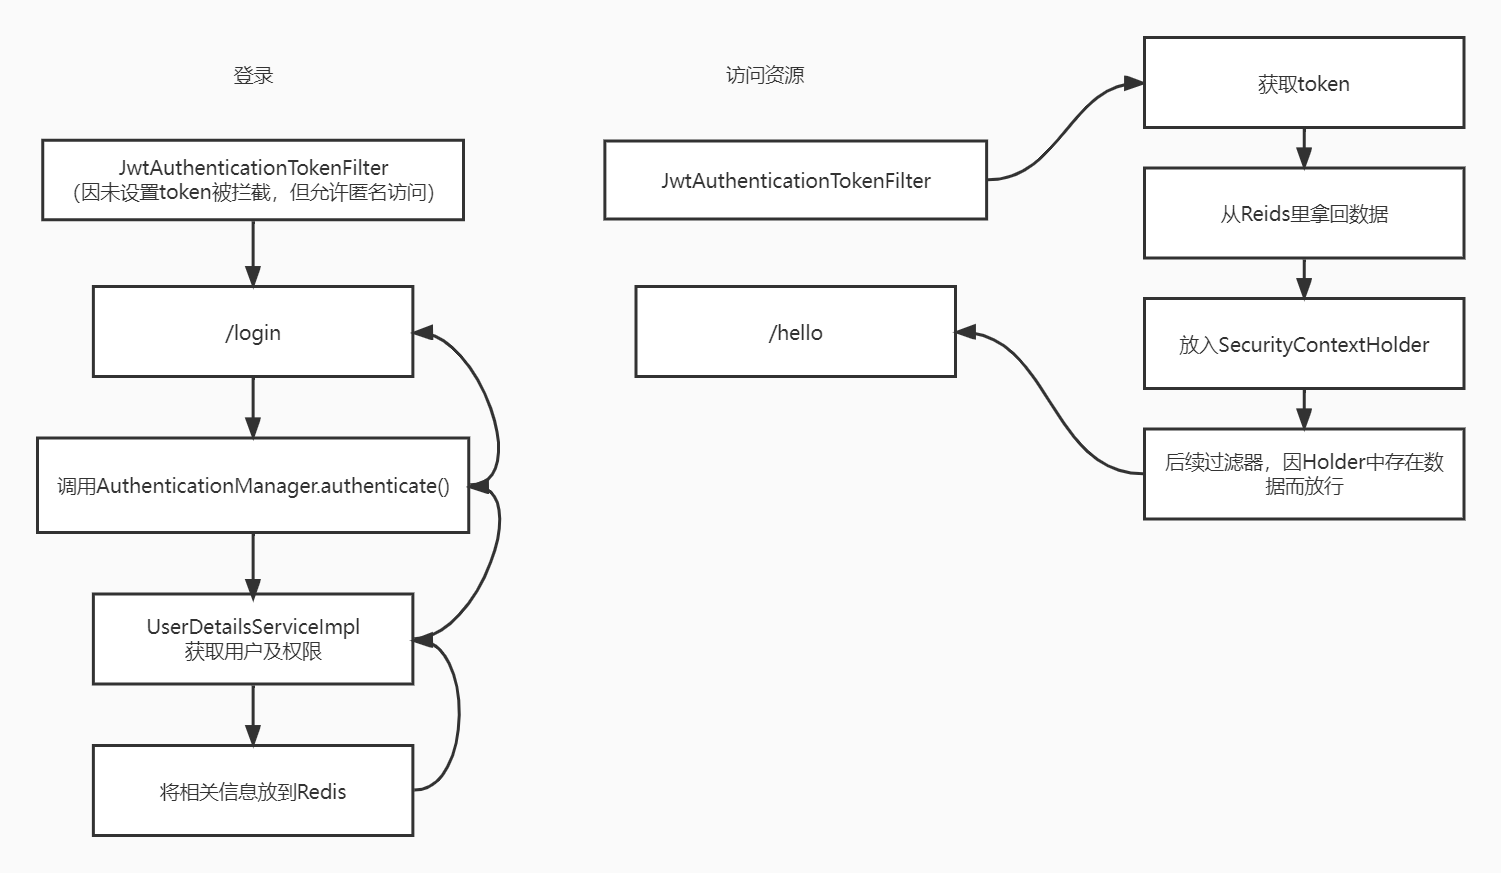 登录
JwtAuthenticationTokenFilter
（因未设置token被拦截，但允许匿名访问）
/login
调用AuthenticationManager.authenticate()
UserDetailsServiceImpl
获取用户及权限
将相关信息放到Redis
访问资源
JwtAuthenticationTokenFilter
获取token
从Reids里拿回数据
放入SecurityContextHolder
后续过滤器，因Holder中存在数
据而放行
/hello